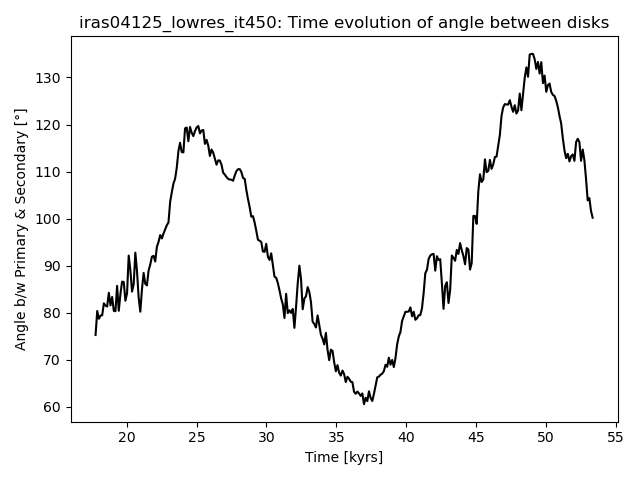 iras04125_lowres_it450: Time evolution of angle between disks
130
120
110
100
90
80
70
60
Angle b/w Primary & Secondary [°]
20 25 30 35 40 45 50 55
Time [kyrs]